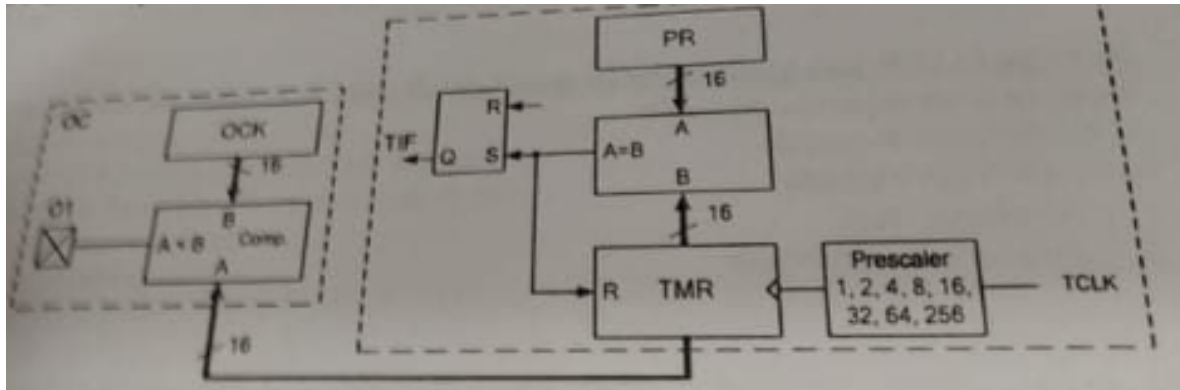 PR
16
OC
OCK
R
A
TIF
Q
S
A=B
16
B
O1
B
16
A < B
Comp.
A
R
TMR
Prescaler
1, 2, 4, 8, 16,
32, 64, 256
TCLK
16